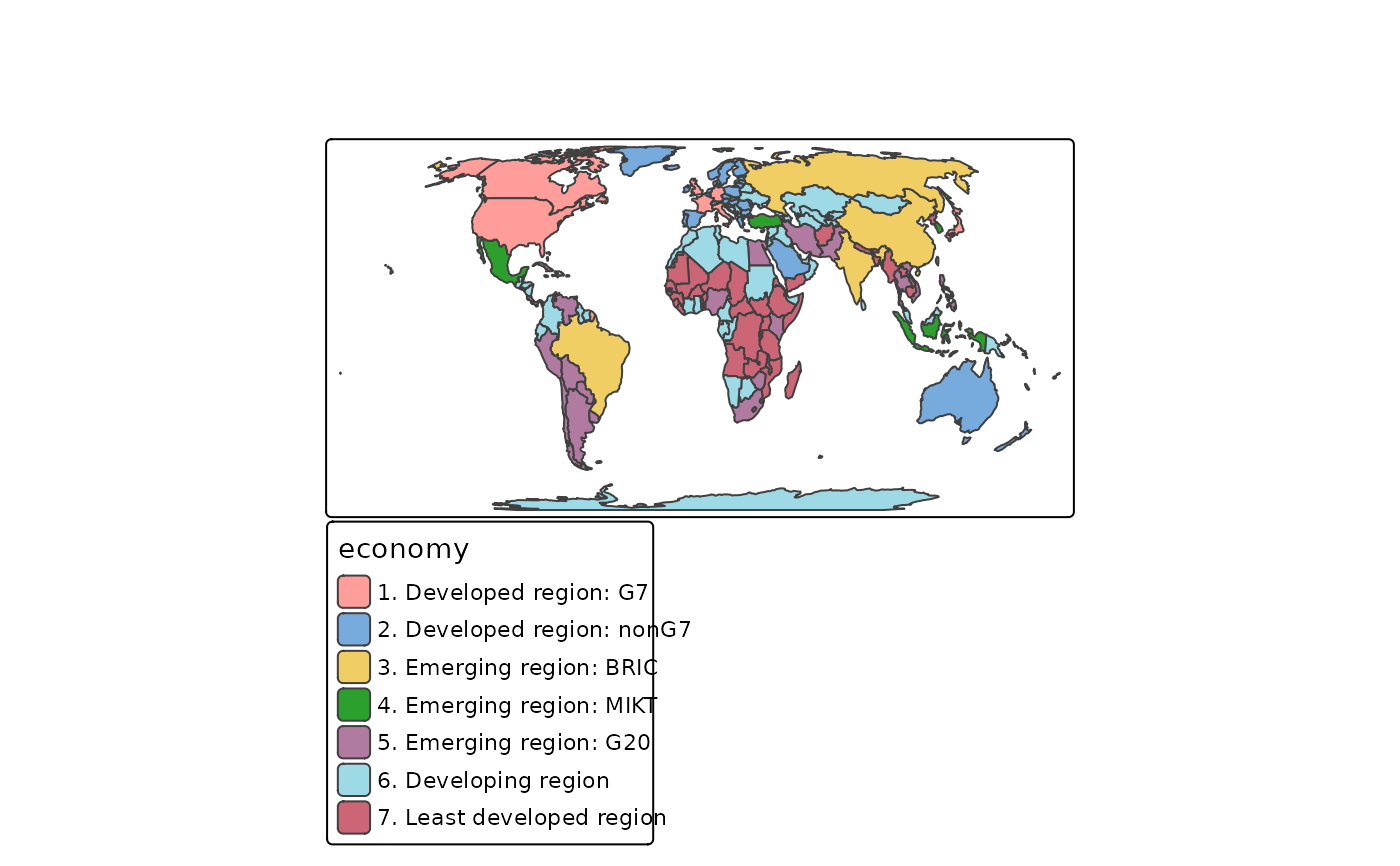 economy
1. Developed region: G7
2. Developed region: nonG7
3. Emerging region: BRIC
4. Emerging region: MIKT
5. Emerging region: G20
6. Developing region
7. Least developed region